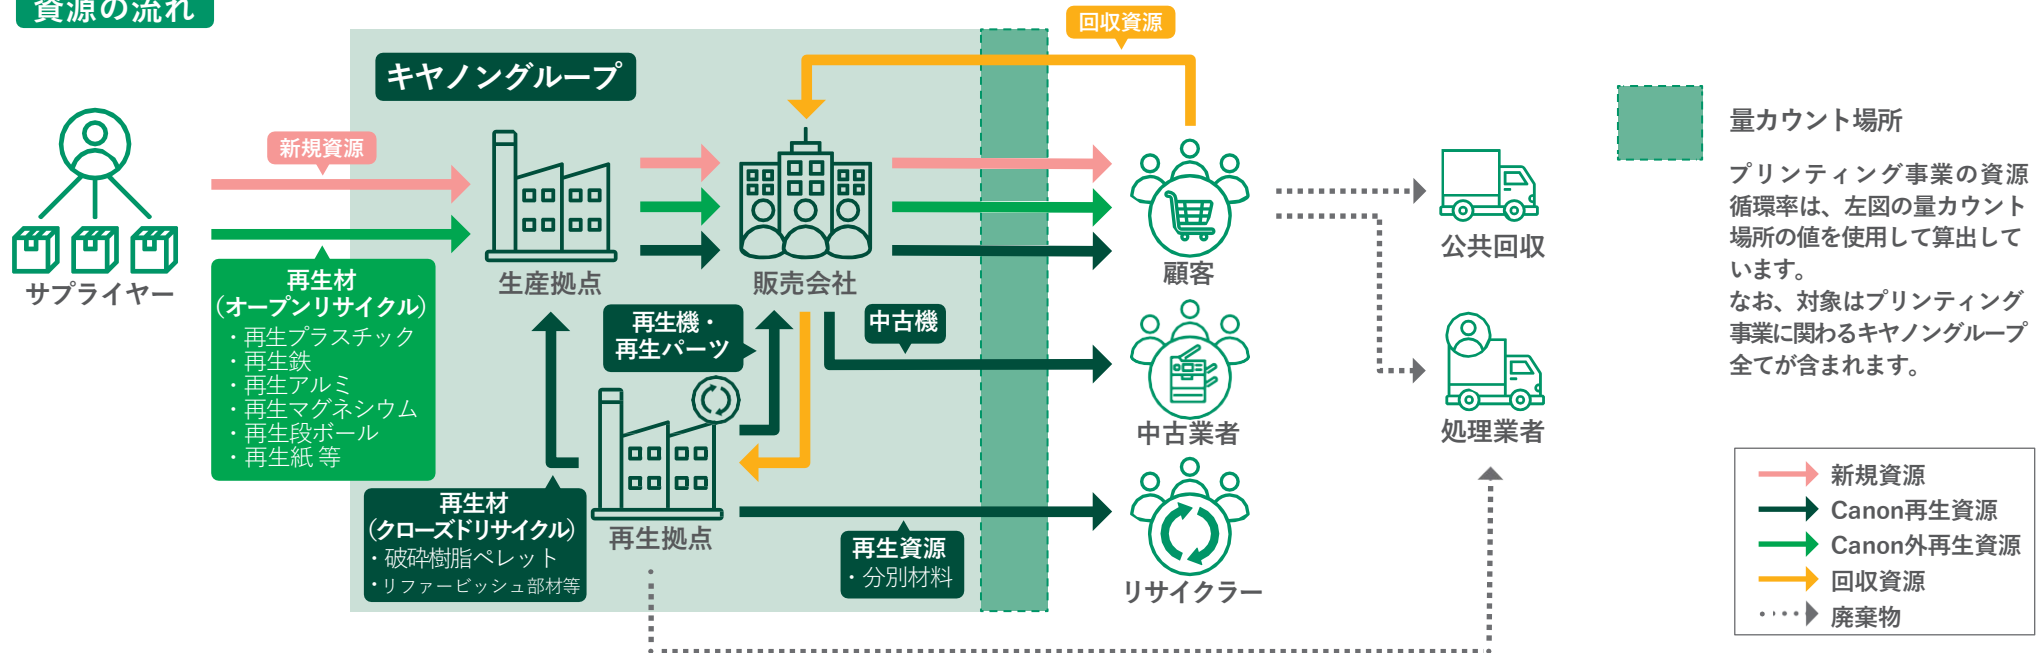 資源の流れ
回収資源
キヤノングループ
新規資源
サプライヤー
再生材
（オープンリサイクル）
・再生プラスチック
・再生鉄
・再生アルミ
・再生マグネシウム
・再生段ボール
・再生紙 等
生産拠点
販売会社
顧客
再生機・
再生パーツ
中古機
中古業者
再生材
（クローズドリサイクル）
・破砕樹脂ペレット
・リファービッシュ部材等
再生拠点
再生資源
・分別材料
リサイクラー
公共回収
処理業者
量カウント場所
プリンティング事業の資源
循環率は、左図の量カウント
場所の値を使用して算出して
います。
なお、対象はプリンティング
事業に関わるキヤノングループ
全てが含まれます。
新規資源
Canon再生資源
Canon外再生資源
回収資源
廃棄物